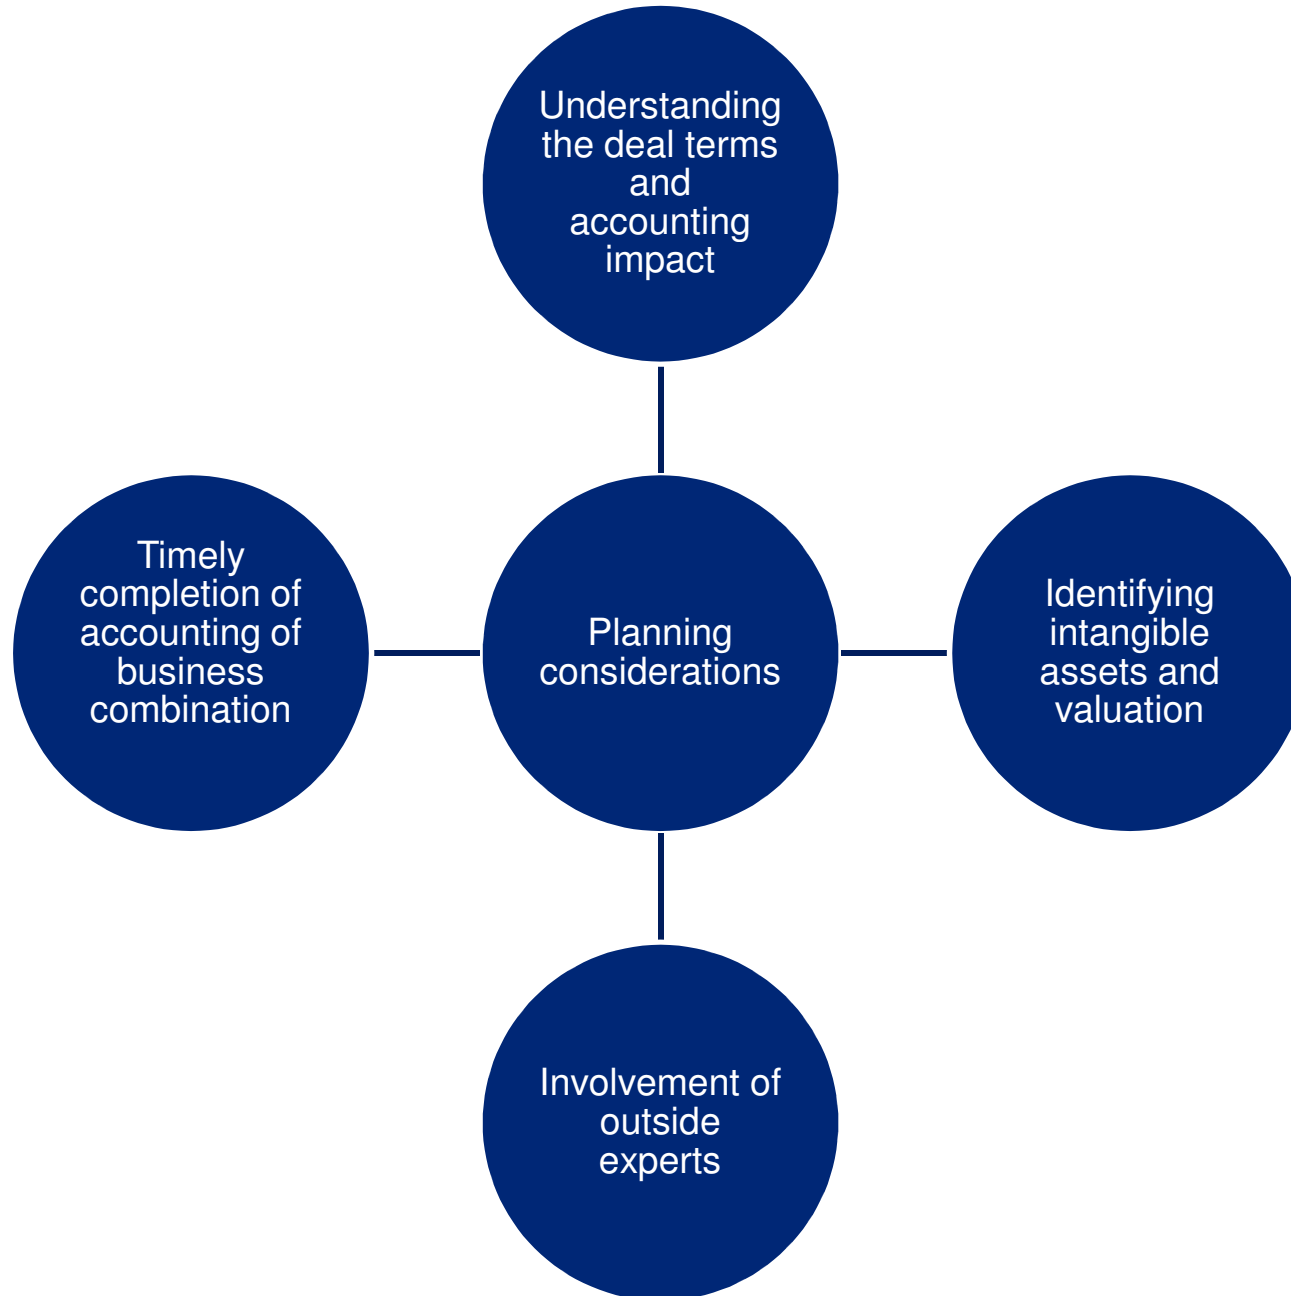 Understanding
the deal terms
and
accounting
impact
Timely
completion of
accounting of
business
combination
Planning
considerations
Identifying
intangible
assets and
valuation
Involvement of
outside
experts